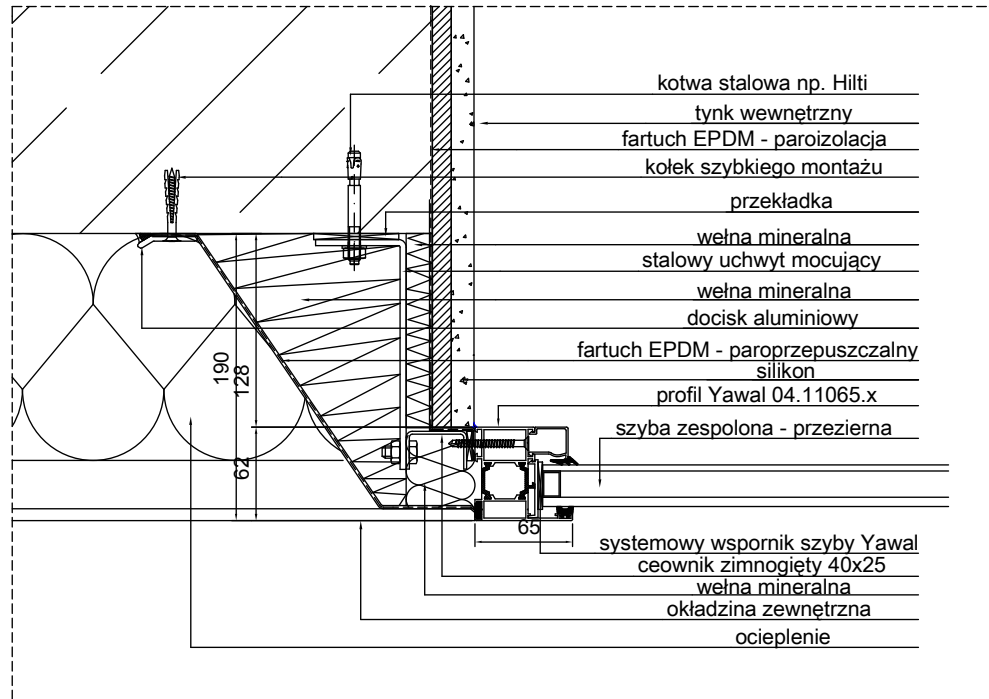 kotwa stalowa np. Hilti
tynk wewnętrzny
fartuch EPDM - paroizolacja
kołek szybkiego montażu
przekładka
wełna mineralna
stalowy uchwyt mocujący
wełna mineralna
docisk aluminiowy
fartuch EPDM - paroprzepuszczalny
silikon
profil Yawal 04.11065.x
szyba zespolona - przezierna
190
128
62
65
systemowy wspornik szyby Yawal
ceownik zimnogięty 40x25
wełna mineralna
okładzina zewnętrzna
ocieplenie